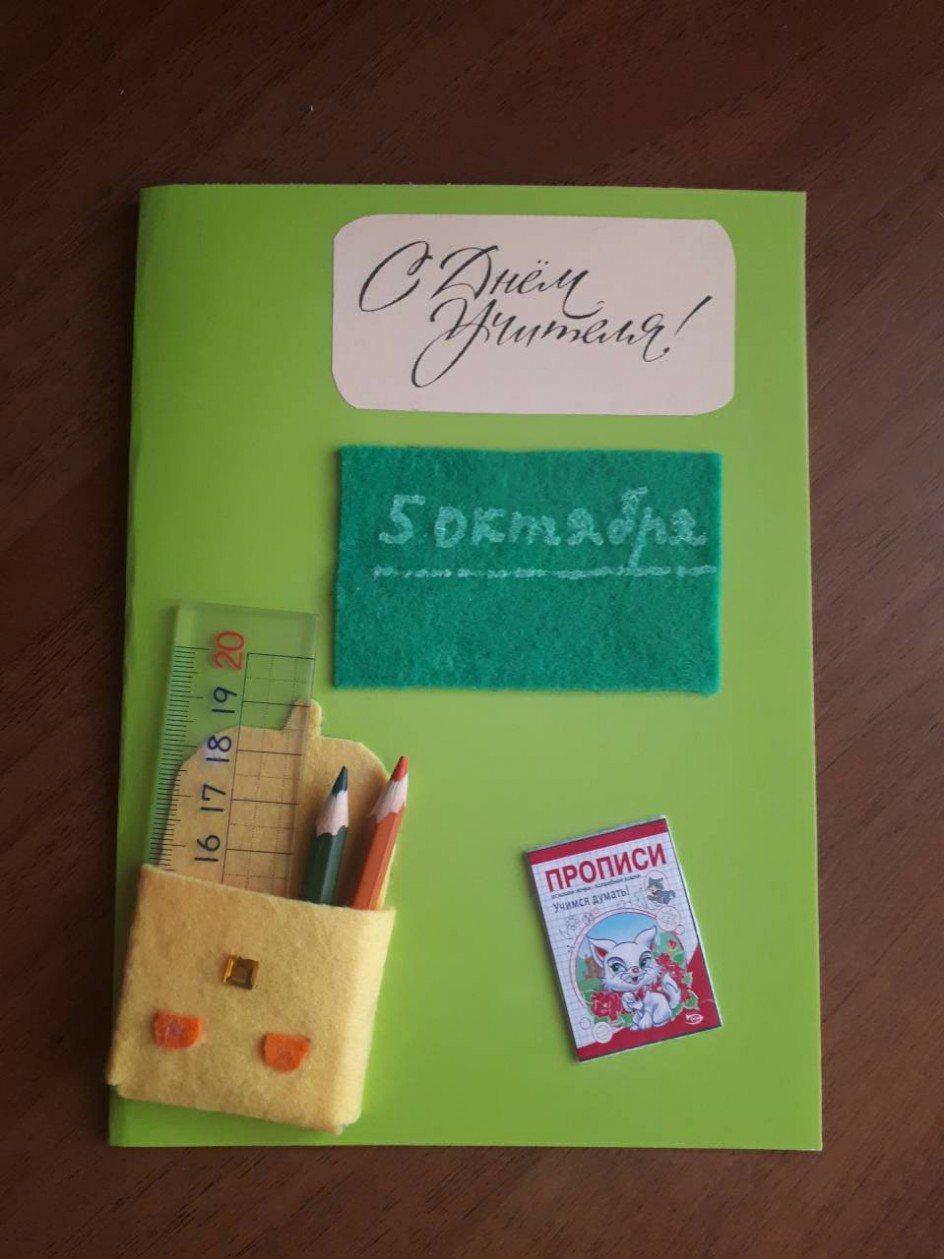 С Днём
Учителя!
5 октября
20
19
18
17
16
ПРОПИСИ
Учимся думать!